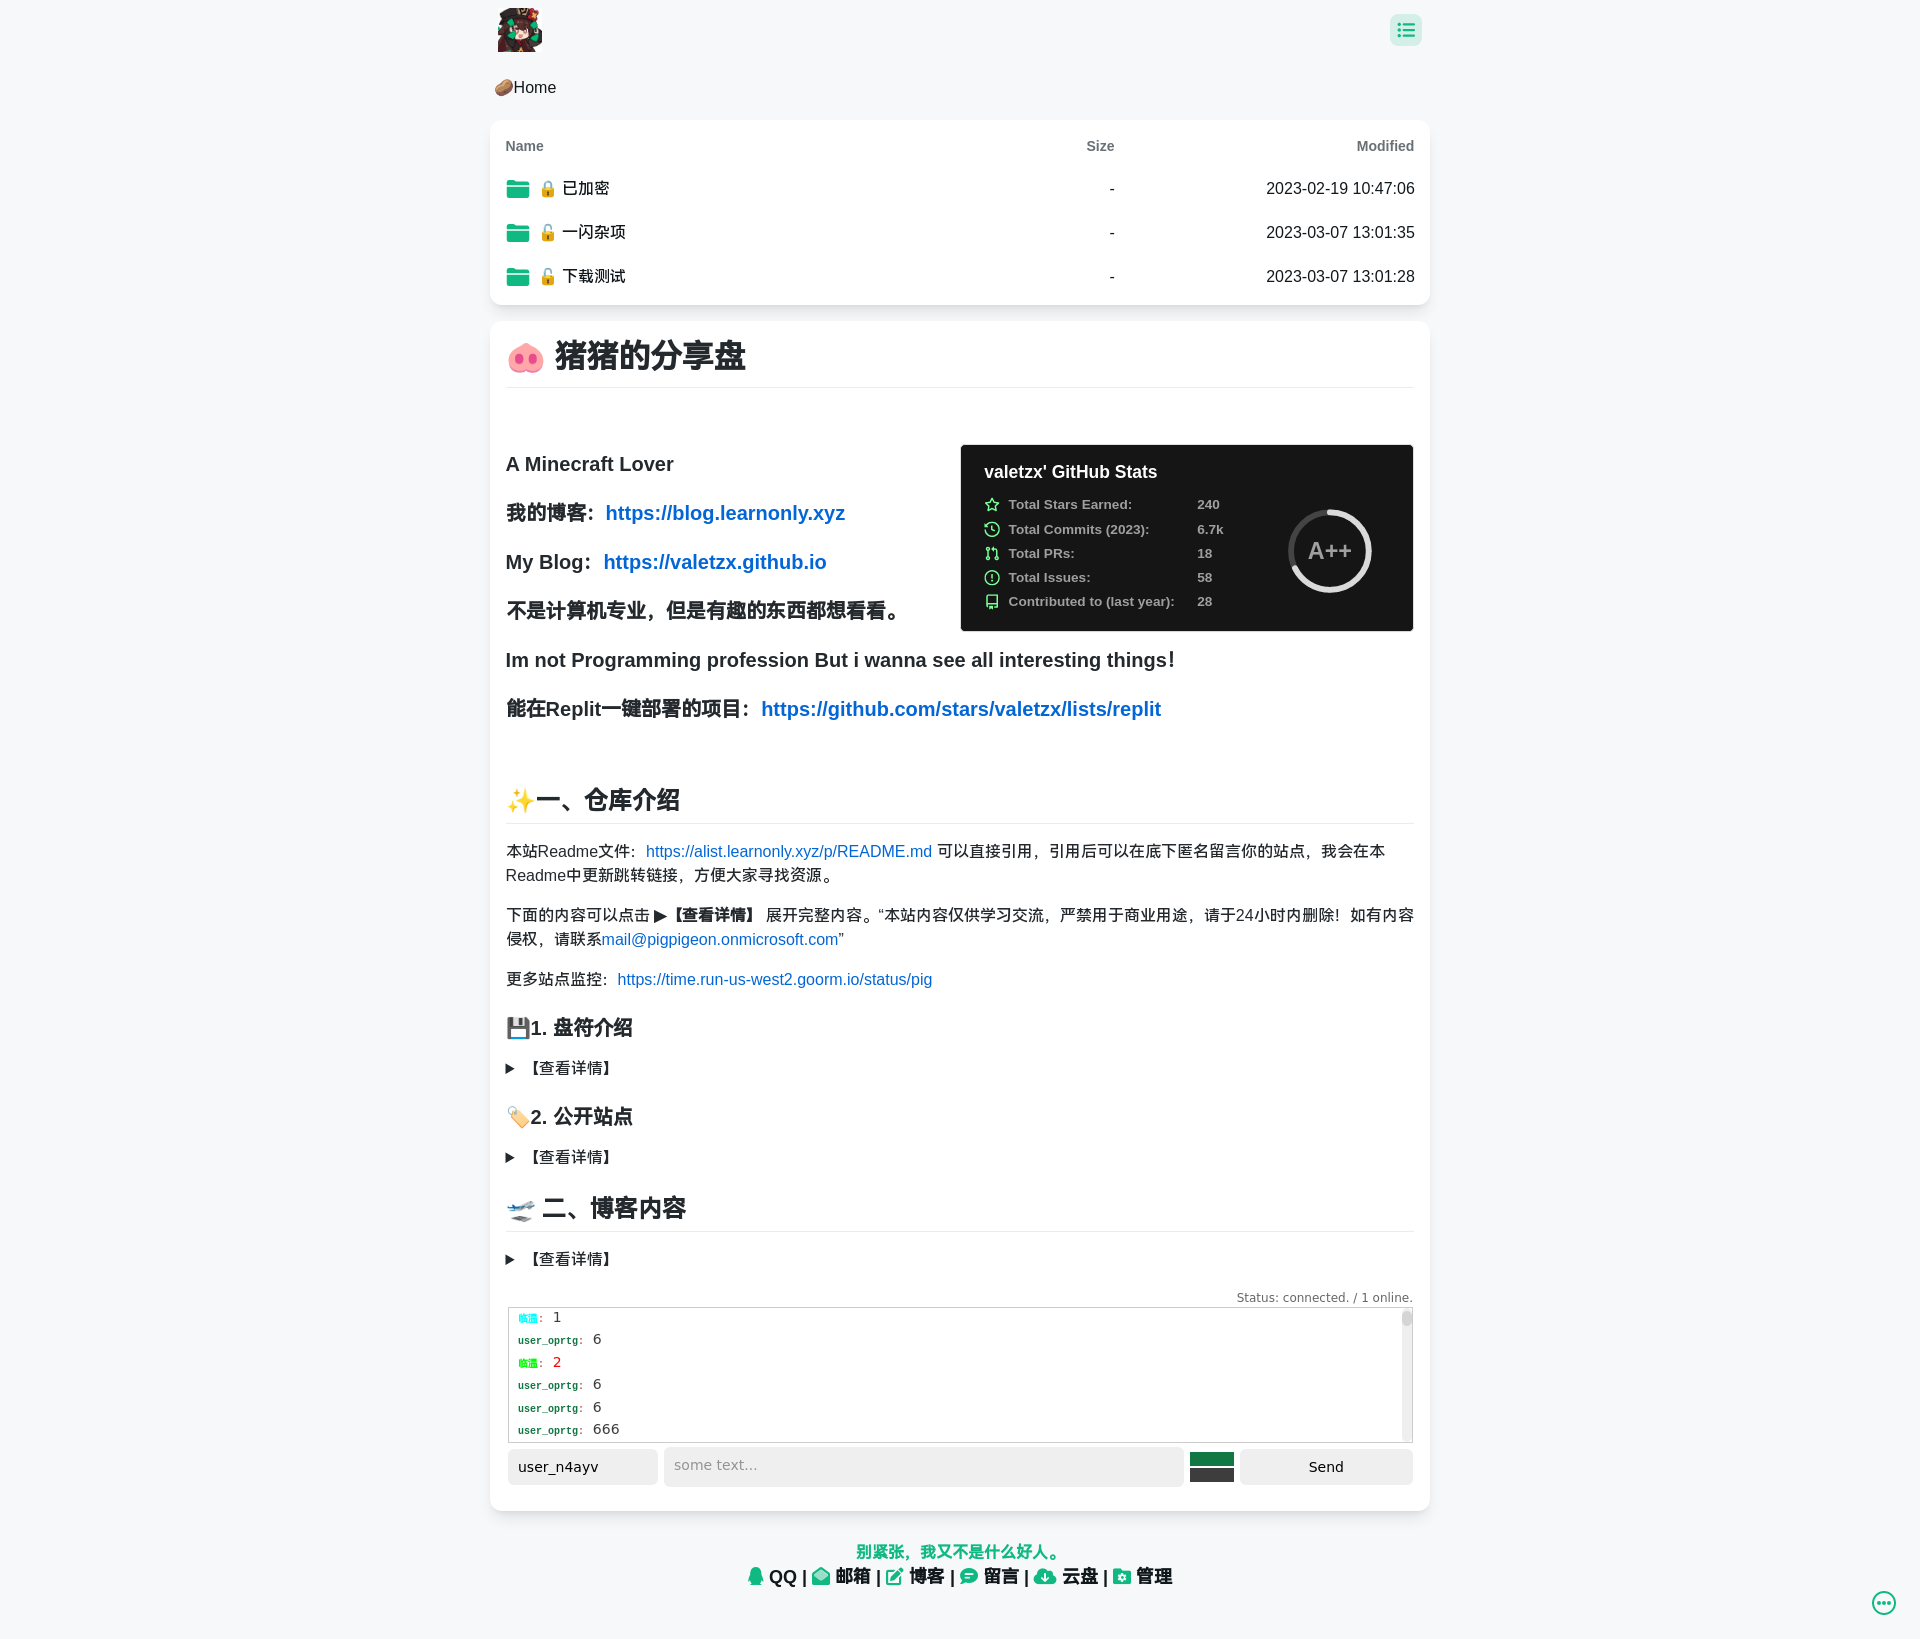 🥔Home
Name Size Modified
🔒 已加密 - 2023-02-19 10:47:06
🔓 一闪杂项 - 2023-03-07 13:01:35
🔓 下载测试 - 2023-03-07 13:01:28
🐽 猪猪的分享盘
A Minecraft Lover
我的博客：https://blog.learnonly.xyz
My Blog：https://valetzx.github.io
不是计算机专业，但是有趣的东西都想看看。
valetzx' GitHub Stats
Total Stars Earned: 240
Total Commits (2023): 6.7k
Total PRs: 18
Total Issues: 58
Contributed to (last year): 28
A++
Im not Programming profession But i wanna see all interesting things！
能在Replit一键部署的项目：https://github.com/stars/valetzx/lists/replit
✨一、仓库介绍
本站Readme文件：https://alist.learnonly.xyz/p/README.md 可以直接引用，引用后可以在底下匿名留言你的站点，我会在本
Readme中更新跳转链接，方便大家寻找资源。
下面的内容可以点击 ▶【查看详情】 展开完整内容。“本站内容仅供学习交流，严禁用于商业用途，请于24小时内删除！如有内容
侵权，请联系mail@pigpigeon.onmicrosoft.com”
更多站点监控：https://time.run-us-west2.goorm.io/status/pig
💾1. 盘符介绍
▶ 【查看详情】
🏷️2. 公开站点
▶ 【查看详情】
🛫 二、博客内容
▶ 【查看详情】
Status: connected. / 1 online.
临温: 1
user_oprtg: 6
临温: 2
user_oprtg: 6
user_oprtg: 6
user_oprtg: 666
user_n4ayv some text... Send
别紧张，我又不是什么好人。
QQ | 邮箱 | 博客 | 留言 | 云盘 | 管理